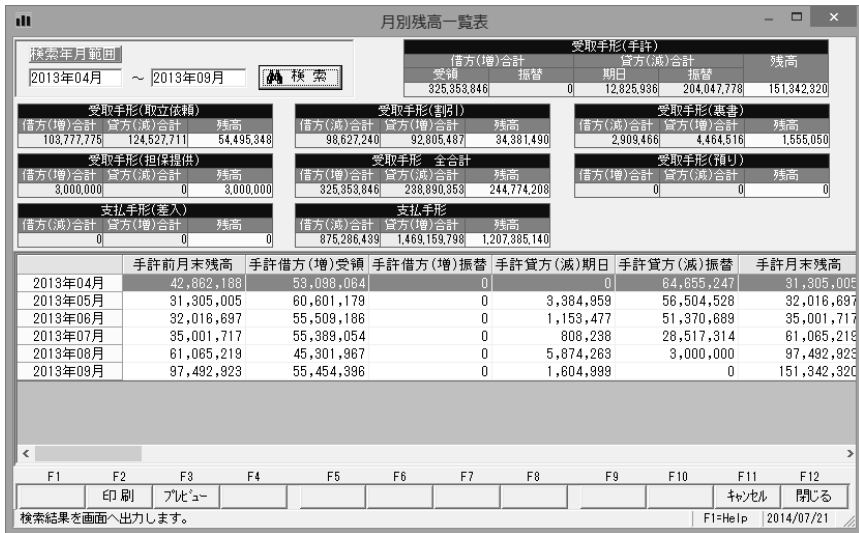 月別残高一覧表
検索年月範囲
2013年04月 ～ 2013年09月 検 索
受取手形(手許)
借方(増)合計 貸方(減)合計 残高
受領 振替 期日 振替
325,353,846 0 12,825,936 204,047,778 151,342,320
受取手形(取立依頼) 受取手形(割引) 受取手形(裏書)
借方(増)合計 貸方(減)合計 残高 借方(減)合計 貸方(増)合計 残高 借方(減)合計 貸方(増)合計 残高
103,777,775 124,527,711 54,495,348 98,627,240 92,805,487 34,381,490 2,909,466 4,464,516 1,555,050
受取手形(担保提供) 受取手形 全合計 受取手形(預り)
借方(増)合計 貸方(減)合計 残高 借方(増)合計 貸方(減)合計 残高 借方(増)合計 貸方(減)合計 残高
3,000,000 0 3,000,000 325,353,846 238,890,353 244,774,208 0 0 0
支払手形(差入) 支払手形
借方(減)合計 貸方(増)合計 残高 借方(減)合計 貸方(増)合計 残高
0 0 0 875,286,439 1,469,159,798 1,207,385,140
手許前月末残高 手許借方(増)受領 手許借方(増)振替 手許貸方(減)期日 手許貸方(減)振替 手許月末残高
2013年04月 42,862,188 53,098,064 0 0 64,655,247 31,305,005
2013年05月 31,305,005 60,601,179 0 3,384,959 56,504,528 32,016,697
2013年06月 32,016,697 55,509,186 0 1,153,477 51,370,689 35,001,717
2013年07月 35,001,717 55,389,054 0 808,238 28,517,314 61,065,219
2013年08月 61,065,219 45,301,967 0 5,874,263 3,000,000 97,492,923
2013年09月 97,492,923 55,454,396 0 1,604,999 0 151,342,320
F1 F2 F3 F4 F5 F6 F7 F8 F9 F10 F11 F12
印刷 ﾌﾟﾚﾋﾞｭｰ ｷｬﾝｾﾙ 閉じる
検索結果を画面へ出力します。 F1=Help 2014/07/21